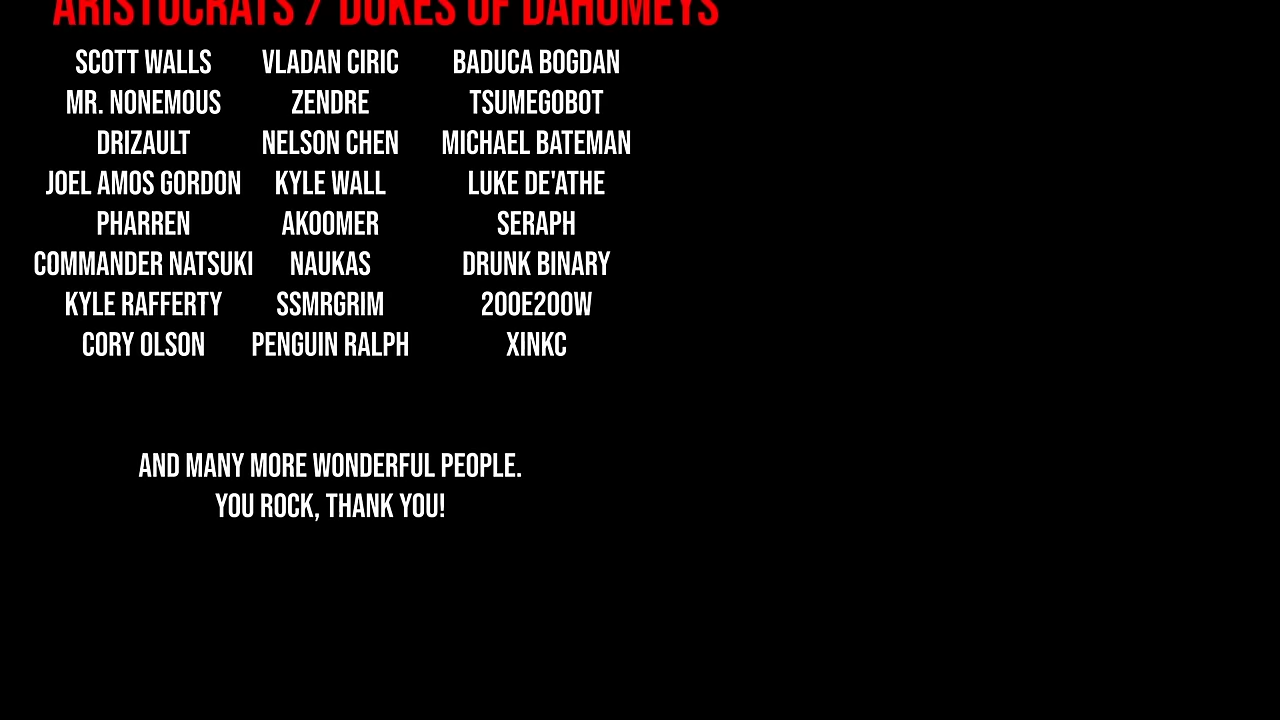 ARISTOCRATS / DUKES OF DAHOMEYS
SCOTT WALLS VLADAN CIRIC BADUCA BOGDAN
MR. NONEMOUS ZENDRE TSUMEGOBOT
DRIZAULT NELSON CHEN MICHAEL BATEMAN
JOEL AMOS GORDON KYLE WALL LUKE DE'ATHE
PHARREN AKOOMER SERAPH
COMMANDER NATSUKI NAUKAS DRUNK BINARY
KYLE RAFFERTY SSMRGRIM 200E200W
CORY OLSON PENGUIN RALPH XINKC
AND MANY MORE WONDERFUL PEOPLE.
YOU ROCK, THANK YOU!